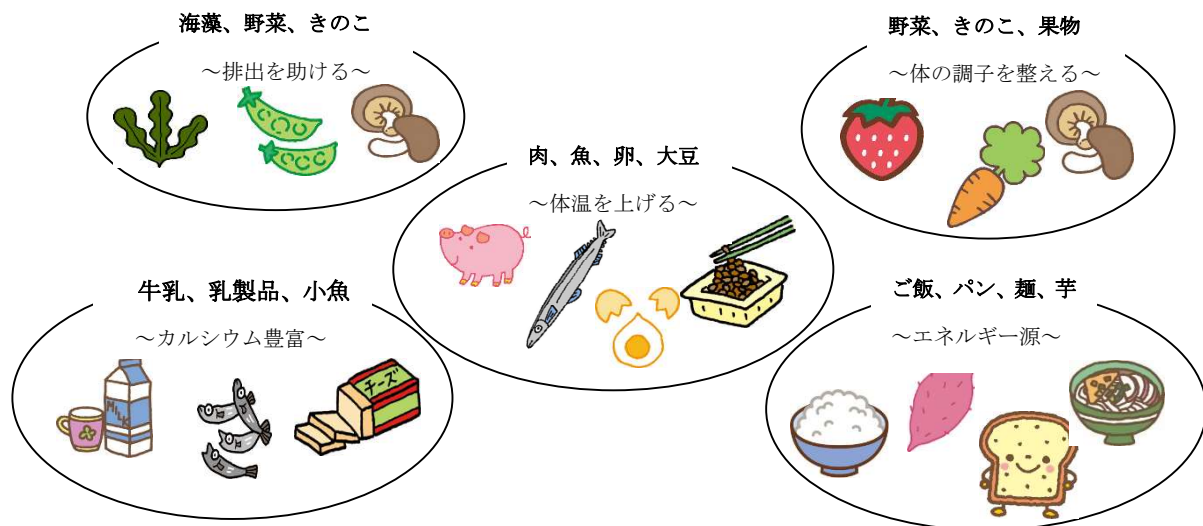 海藻、野菜、きのこ
～排出を助ける～
野菜、きのこ、果物
～体の調子を整える～
肉、魚、卵、大豆
～体温を上げる～
牛乳、乳製品、小魚
～カルシウム豊富～
MILK
チーズ
ご飯、パン、麺、芋
～エネルギー源～